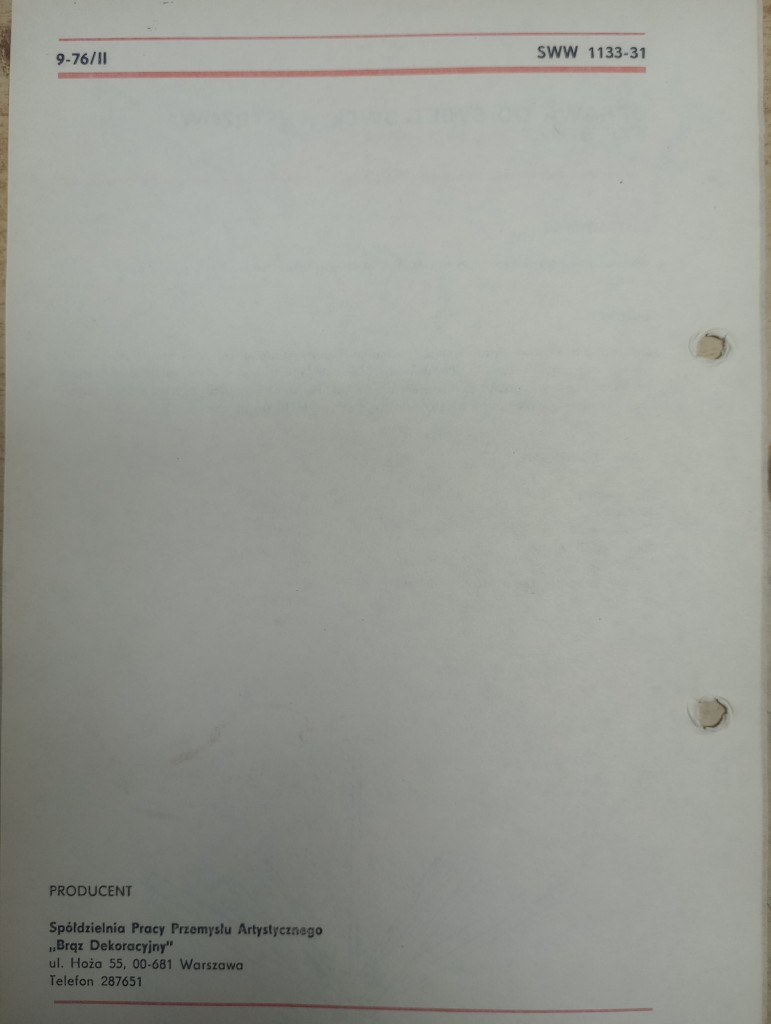 9-76/II
SWW 1133-31
PRODUCENT
Spółdzielnia Pracy Przemysłu Artystycznego
„Brąz Dekoracyjny”
ul. Hoża 55, 00-681 Warszawa
Telefon 287651